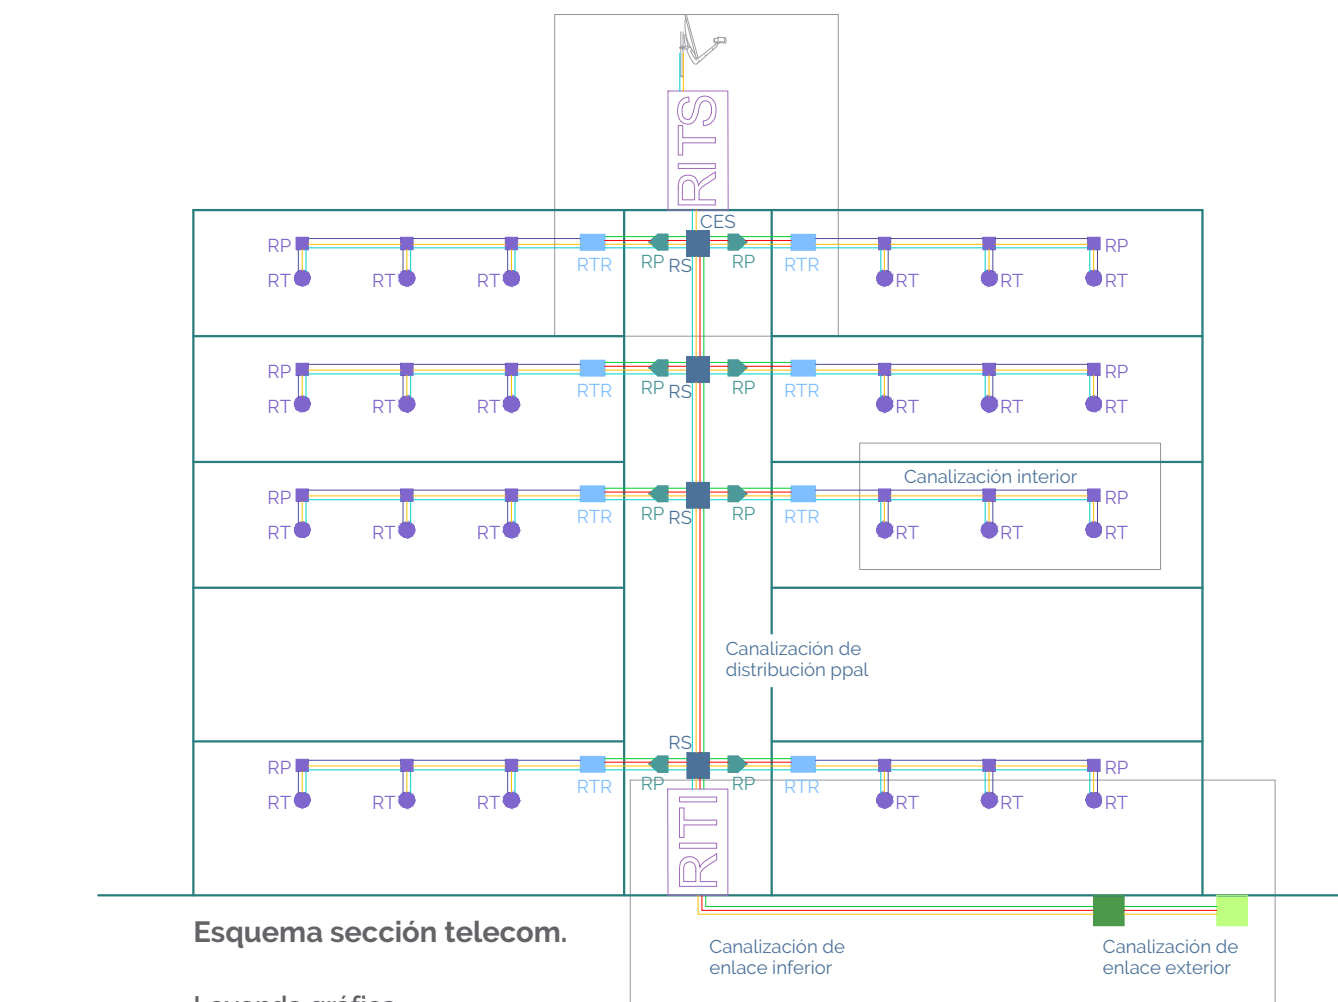 RITS
CES
RP RTR RP RS RP RTR RP
RT RT RT RT RT RT
RP RTR RP RS RP RTR RP
RT RT RT RT RT RT
Canalización interior
RP RTR RP RS RP RTR RP
RT RT RT RT RT RT
Canalización de
distribución ppal
RS
RP RTR RP RP RTR RP
RT RT RT RT RT RT
RITI
Esquema sección telecom.
Canalización de
enlace inferior
Canalización de
enlace exterior
Leyenda gráfica